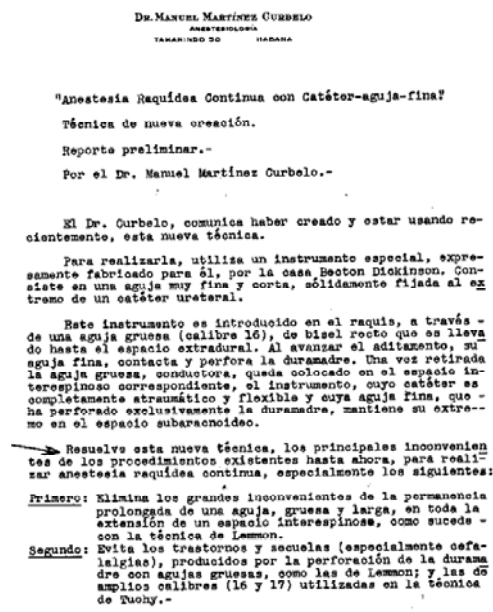 DR. MANUEL MARTÍNEZ CURBELO
ANESTESIOLOGÍA
TAMARINDO 50 HABANA
"Anestesia Raquídea Continua con Catéter-aguja-fina"
Técnica de nueva creación.
Reporte preliminar.-
Por el Dr. Manuel Martínez Curbelo.-
El Dr. Curbelo, comunica haber creado y estar usando re-
cientemente, esta nueva técnica.
Para realizarla, utiliza un instrumento especial, expre-
samente fabricado para él, por la casa Becton Dickinson. Con-
siste en una aguja muy fina y corta, sólidamente fijada al ex
tremo de un catéter ureteral.
Este instrumento es introducido en el raquis, a través -
de una aguja gruesa (calibre 16), de bisel recto que es lleva
do hasta el espacio extradural. Al avanzar el aditamento, su
aguja fina, contacta y perfora la duramadre. Una vez retirada
la aguja gruesa, conductora, queda colocado en el espacio in-
terespinoso correspondiente, el instrumento, cuyo catéter es
completamente atraumático y flexible y cuya aguja fina, que -
ha perforado exclusivamente la duramadre, mantiene su extre--
mo en el espacio subaracnoideo.
Resuelve esta nueva técnica, los principales inconvenien
tes de los procedimientos existentes hasta ahora, para reali-
zar anestesia raquídea continua, especialmente los siguientes:
Primero: Elimina los grandes inconvenientes de la permanencia
prolongada de una aguja, gruesa y larga, en toda la
extensión de un espacio interespinoso, como sucede -
con la técnica de Lemmon.
Segundo: Evita los trastornos y secuelas (especialmente cefa-
lalgias), producidos por la perforación de la durama
dre con agujas gruesas, como las de Lemmon; y las de
amplios calibres (16 y 17) utilizadas en la técnica
de Tuohy.-